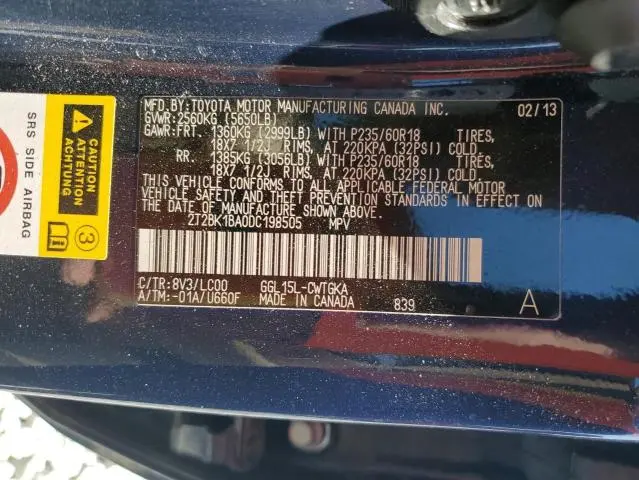 MFD.BY:TOYOTA MOTOR MANUFACTURING CANADA INC. 02/13
GVWR:2560KG (5650LB)
GAWR:FRT. 1360KG (2999LB) WITH P235/60R18 TIRES,
18X7 1/2J RIMS, AT 220KPA (32PSI) COLD.
RR. 1385KG (3056LB) WITH P235/60R18 TIRES,
18X7 1/2J RIMS, AT 220KPA (32PSI) COLD.
THIS VEHICLE CONFORMS TO ALL APPLICABLE FEDERAL MOTOR
VEHICLE SAFETY AND THEFT PREVENTION STANDARDS IN EFFECT ON
THE DATE OF MANUFACTURE SHOWN ABOVE.
2T2BK1BA0DC198505 MPV
C/TR:8V3/LC00 GGL15L-CWTGKA
A/TM:-01A/U660F MADE IN CANADA 839 A
CAUTION
ATTENTION
ACHTUNG
3
SRS SIDE AIRBAG